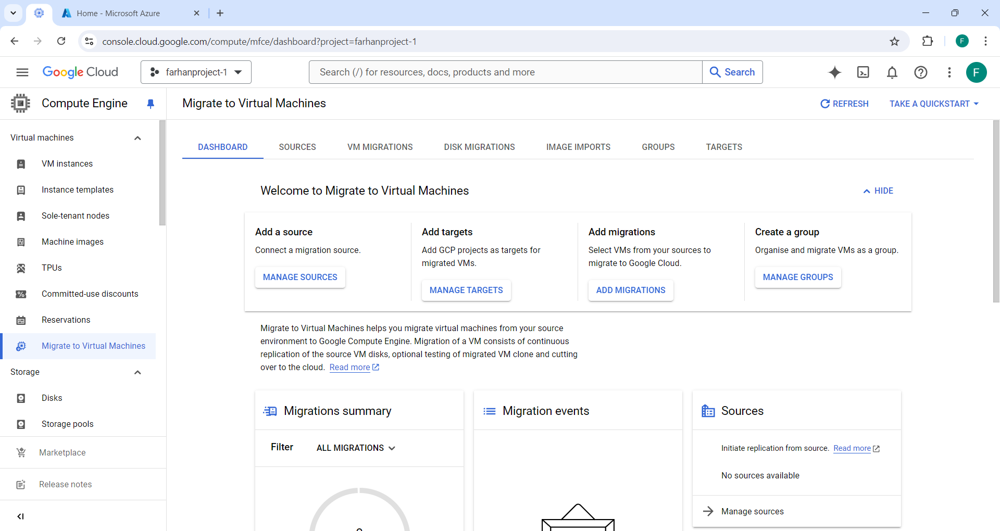 Home - Microsoft Azure
console.cloud.google.com/compute/mfce/dashboard?project=farhanproject-1
F
Google Cloud
farhanproject-1
Search (/) for resources, docs, products and more
Search
F
Compute Engine
Migrate to Virtual Machines
REFRESH
TAKE A QUICKSTART
Virtual machines
VM instances
Instance templates
Sole-tenant nodes
Machine images
TPUs
Committed-use discounts
Reservations
Migrate to Virtual Machines
Storage
Disks
Storage pools
Marketplace
Release notes
DASHBOARD
SOURCES
VM MIGRATIONS
DISK MIGRATIONS
IMAGE IMPORTS
GROUPS
TARGETS
Welcome to Migrate to Virtual Machines
HIDE
Add a source
Connect a migration source.
MANAGE SOURCES
Add targets
Add GCP projects as targets for
migrated VMs.
MANAGE TARGETS
Add migrations
Select VMs from your sources to
migrate to Google Cloud.
ADD MIGRATIONS
Create a group
Organise and migrate VMs as a group.
MANAGE GROUPS
Migrate to Virtual Machines helps you migrate virtual machines from your source
environment to Google Compute Engine. Migration of a VM consists of continuous
replication of the source VM disks, optional testing of migrated VM clone and cutting
over to the cloud. Read more
Migrations summary
Filter
ALL MIGRATIONS
Migration events
Sources
Initiate replication from source. Read more
No sources available
Manage sources